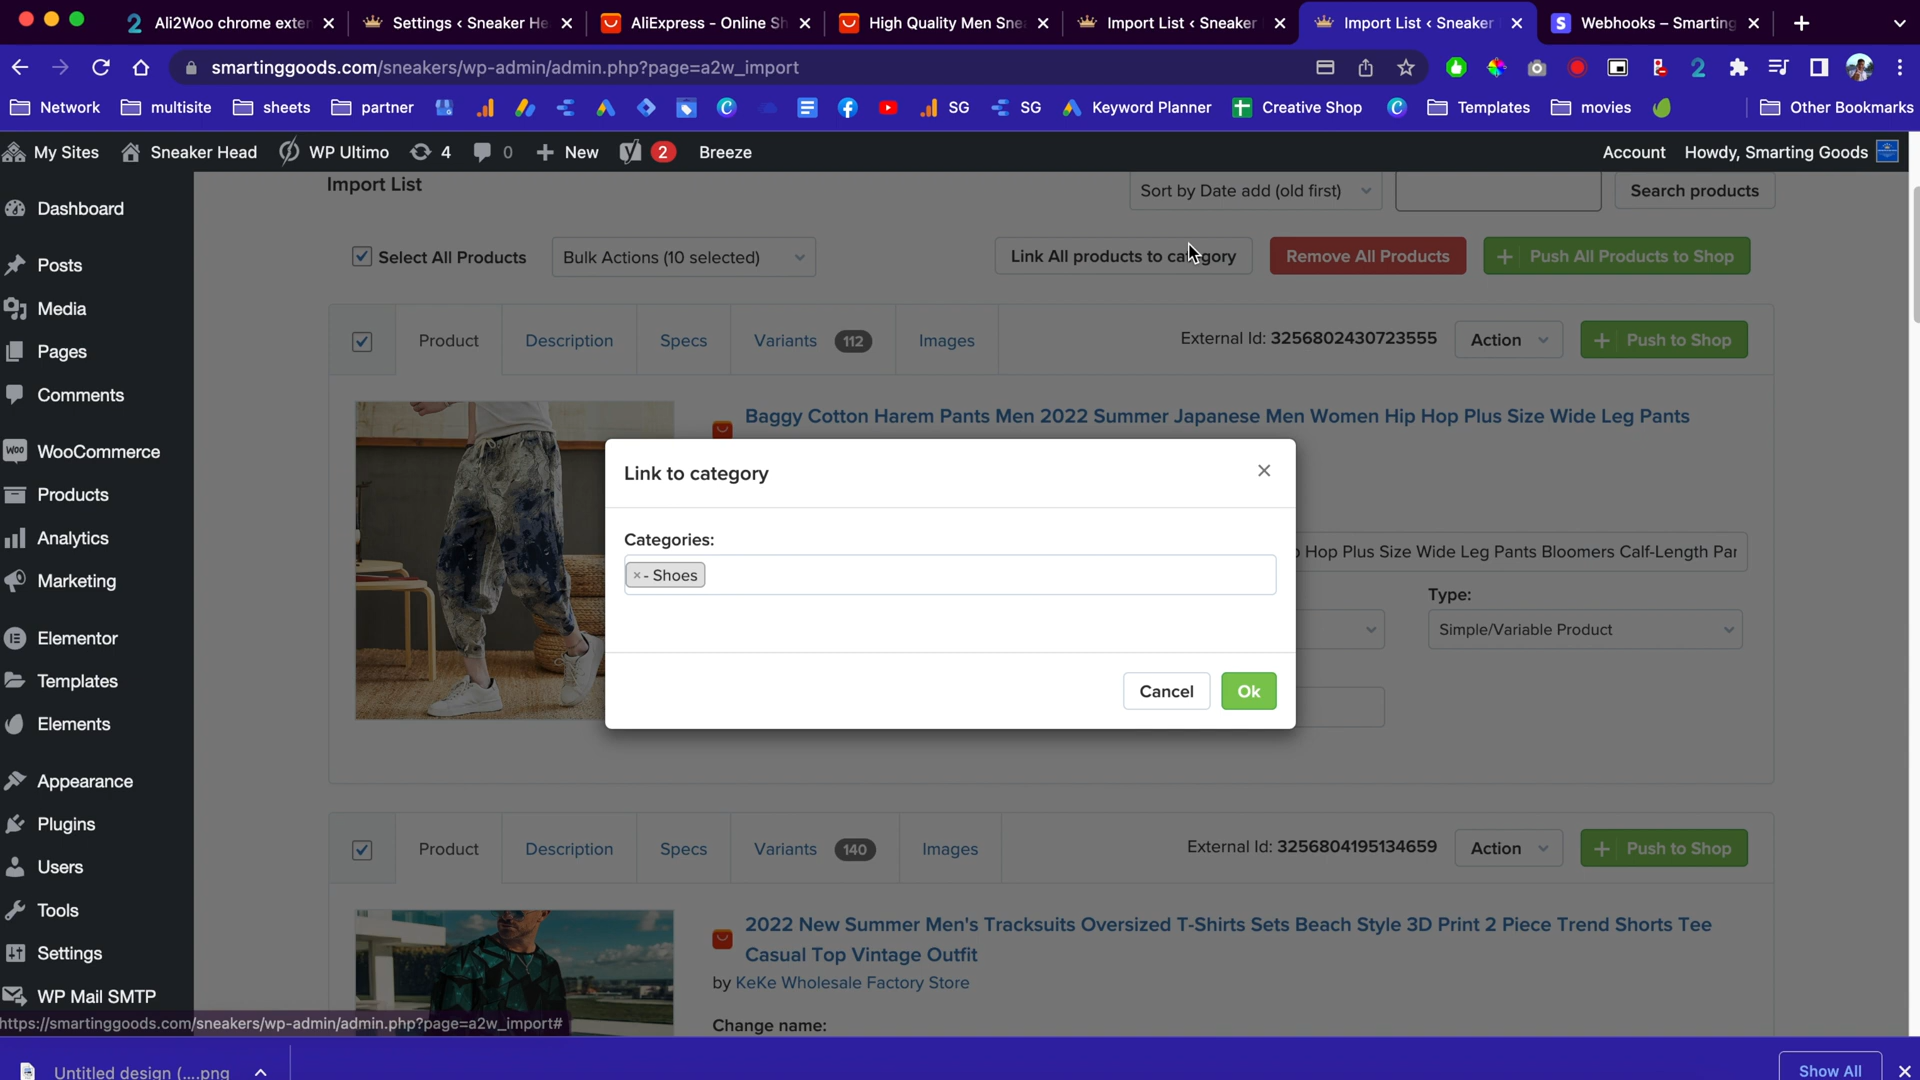 Ali2Woo chrome exter
Settings ‹ Sneaker He
AliExpress - Online Sh
High Quality Men Snea
Import List ‹ Sneaker
Import List ‹ Sneaker
Webhooks – Smarting
smartinggoods.com/sneakers/wp-admin/admin.php?page=a2w_import
Network
multisite
sheets
partner
SG
SG
Keyword Planner
Creative Shop
Templates
movies
Other Bookmarks
My Sites
Sneaker Head
WP Ultimo
4
0
New
2
Breeze
Account
Howdy, Smarting Goods
Dashboard
Posts
Media
Pages
Comments
WooCommerce
Products
Analytics
Marketing
Elementor
Templates
Elements
Appearance
Plugins
Users
Tools
Settings
WP Mail SMTP
Import List
Sort by Date add (old first)
Search products
Select All Products
Bulk Actions (10 selected)
Link All products to category
Remove All Products
Push All Products to Shop
Product
Description
Specs
Variants 112
Images
External Id: 3256802430723555
Action
Push to Shop
Baggy Cotton Harem Pants Men 2022 Summer Japanese Men Women Hip Hop Plus Size Wide Leg Pants
Link to category
Categories:
×- Shoes
Cancel
Ok
Hop Plus Size Wide Leg Pants Bloomers Calf-Length Par
Type:
Simple/Variable Product
Product
Description
Specs
Variants 140
Images
External Id: 3256804195134659
Action
Push to Shop
2022 New Summer Men's Tracksuits Oversized T-Shirts Sets Beach Style 3D Print 2 Piece Trend Shorts Tee
Casual Top Vintage Outfit
by KeKe Wholesale Factory Store
Change name:
https://smartinggoods.com/sneakers/wp-admin/admin.php?page=a2w_import#
Untitled design (....png
Show All